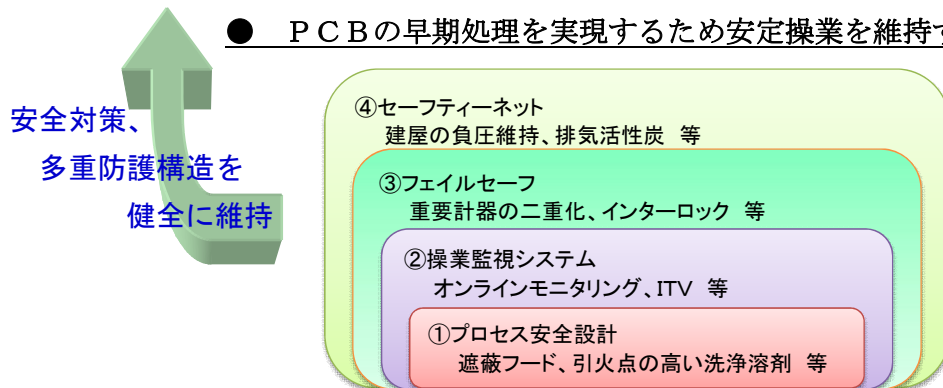 ● ＰＣＢの早期処理を実現するため安定操業を維持
安全対策、
多重防護構造を
健全に維持
④セーフティーネット
建屋の負圧維持、排気活性炭 等
③フェイルセーフ
重要計器の二重化、インターロック 等
②操業監視システム
オンラインモニタリング、ITV 等
①プロセス安全設計
遮蔽フード、引火点の高い洗浄溶剤 等